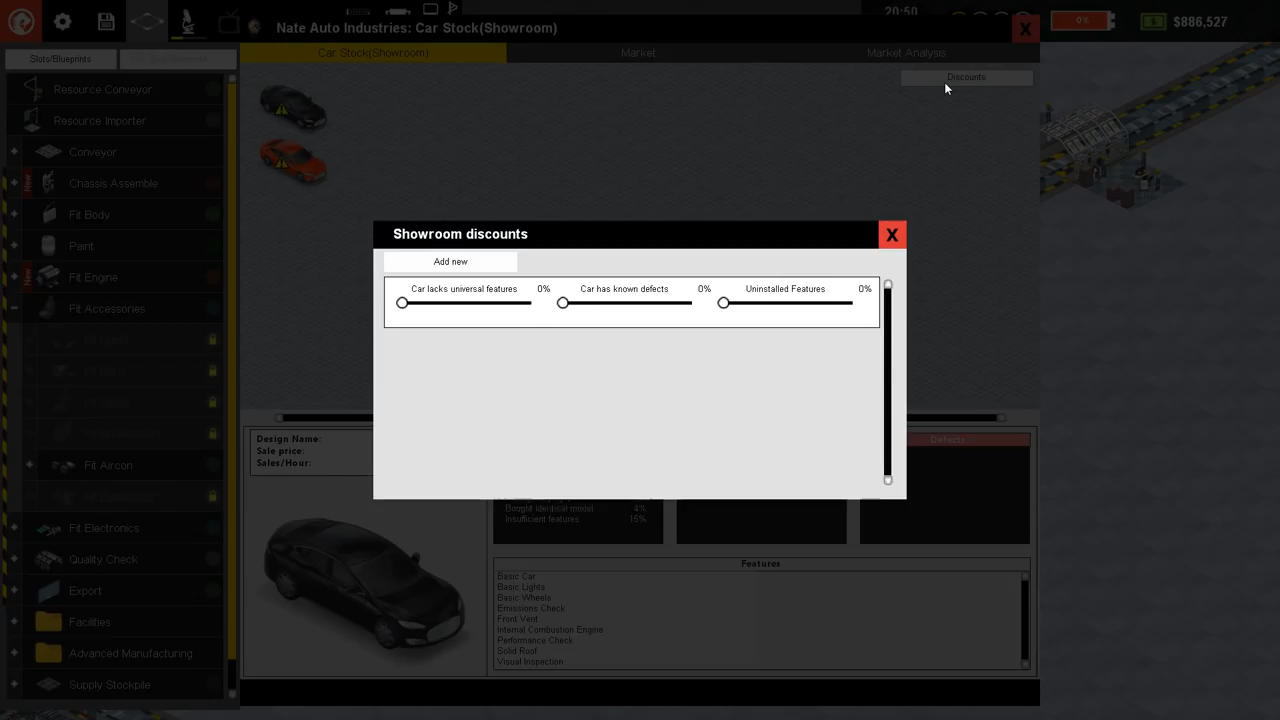 20:50
0%
$886,527
Nate Auto Industries: Car Stock(Showroom)
X
Slots/Blueprints
Car Stock(Showroom)
Market
Market Analysis
Discounts
Resource Conveyor
Resource Importer
Conveyor
New
Chassis Assemble
Fit Body
Paint
New
Fit Engine
Fit Accessories
Fit Aircon
Fit Electronics
Quality Check
Export
Facilities
Advanced Manufacturing
Supply Stockpile
Showroom discounts
X
Add new
Car lacks universal features 0%
Car has known defects 0%
Uninstalled Features 0%
Design Name:
Sale price:
Sales/Hour:
Defects
Bought identical model 4%
Insufficient features 15%
Features
Basic Car
Basic Lights
Basic Wheels
Emissions Check
Front Vent
Internal Combustion Engine
Performance Check
Solid Roof
Visual Inspection